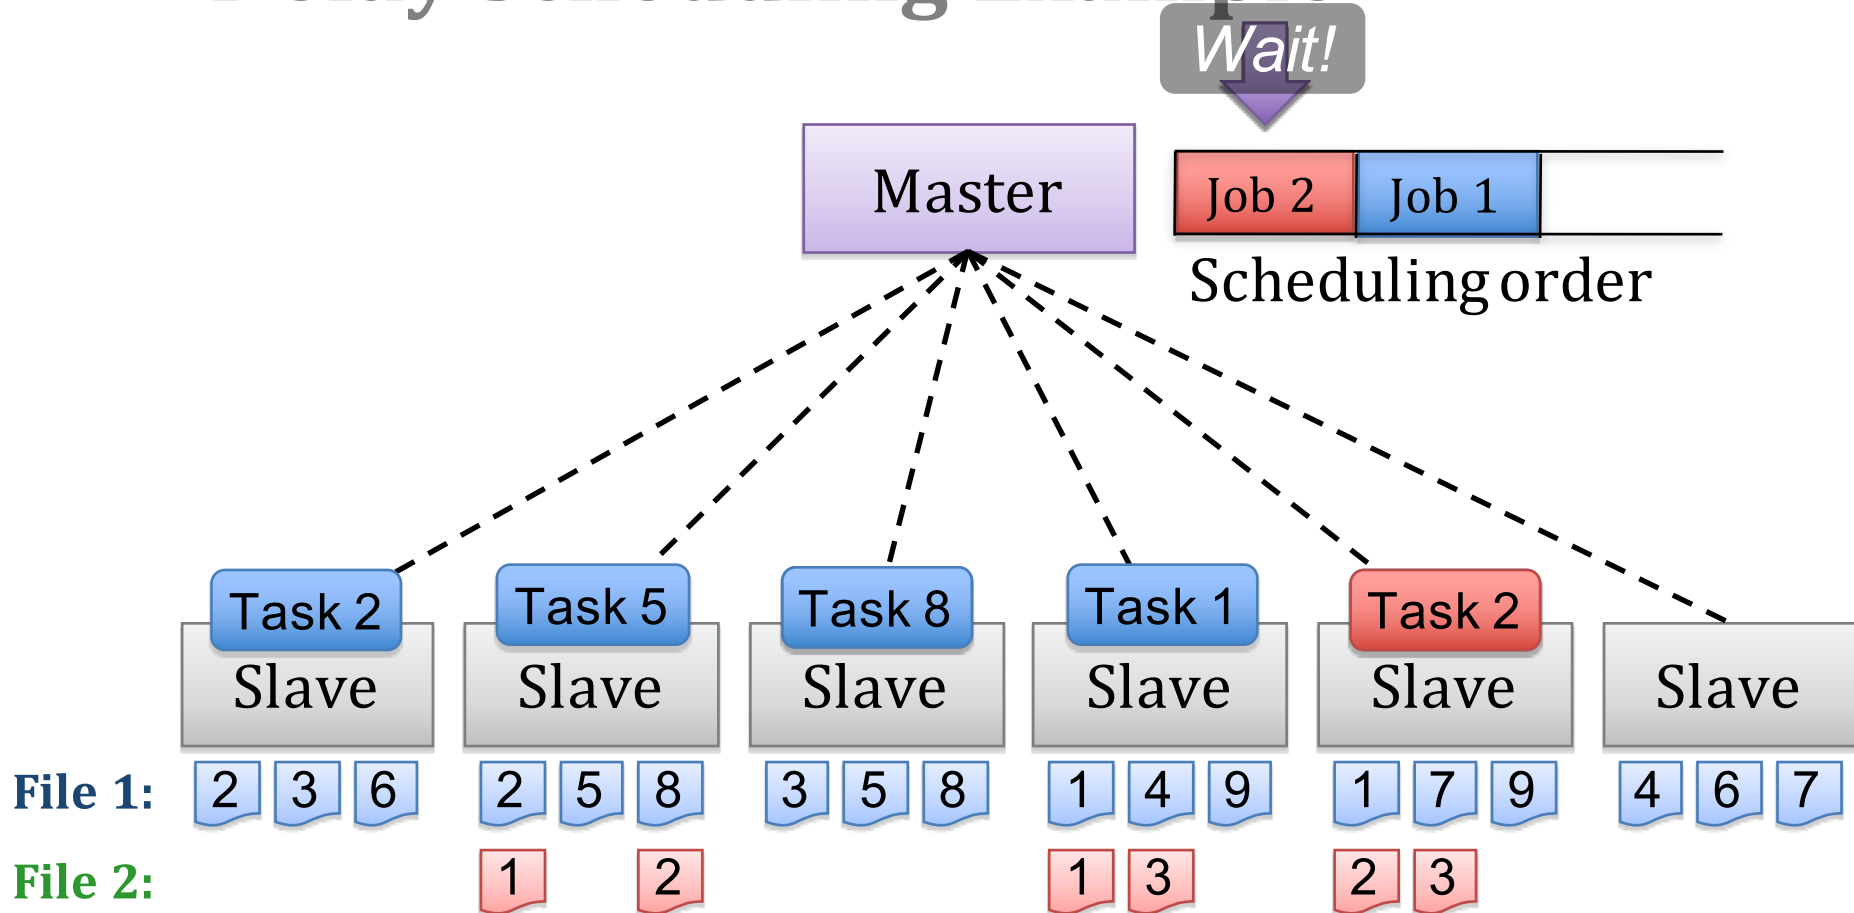 Scheduling Example
Wait!
Master
Job 2 Job 1
Scheduling order
Task 2 Task 5 Task 8 Task 1 Task 2
Slave Slave Slave Slave Slave Slave
File 1: 2 3 6 2 5 8 3 5 8 1 4 9 1 7 9 4 6 7
File 2: 1 2 1 3 2 3